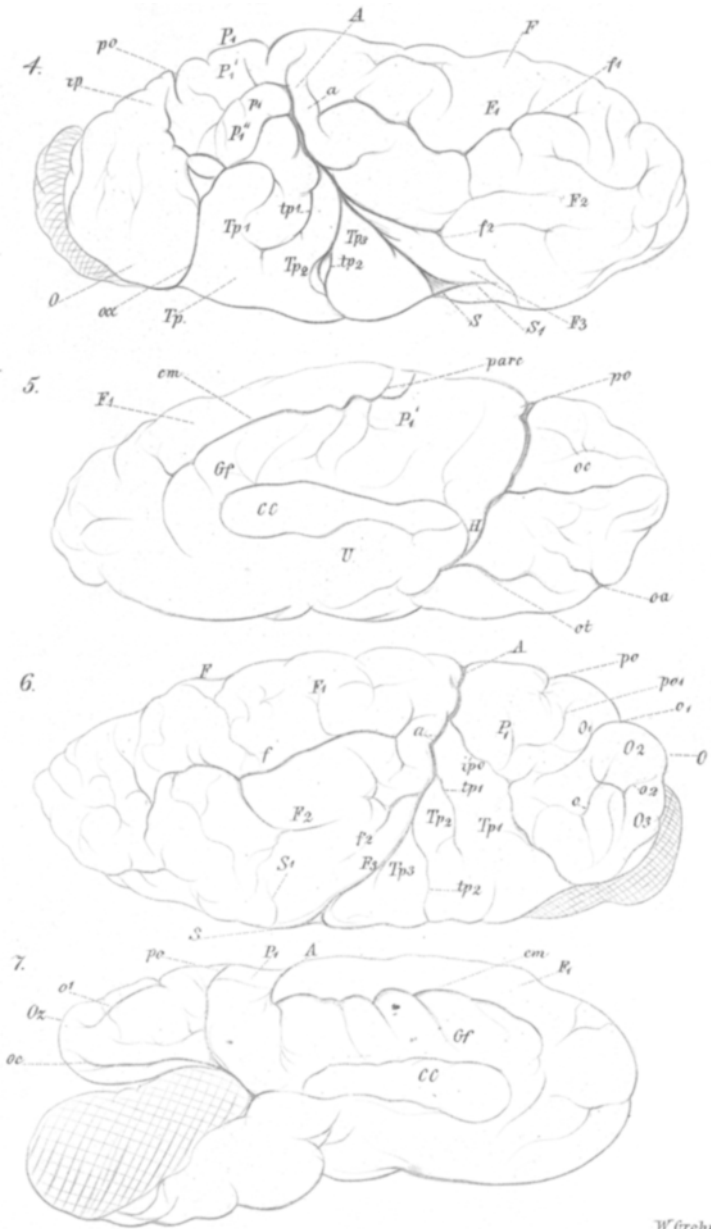 4.
po
P1
A
F
f1
ip
P1'
p1
a
F1
P1"
F2
Tp1
tp1
Tp2
Tp3
tp2
f2
O
Tp.
S
S1
F3
5.
cm
parc
po
F1
P1'
Gf
oc
CC
H
U
oa
ot
6.
F
F1
A
po
po1
o1
O1
P1
a
O2
O
f
ipo
tp1
F2
Tp2
Tp1
o
o2
O3
f2
S1
F3
Tp3
tp2
S
7.
po
P1
A
cm
F1
o1
Oz
Gf
oc
CC